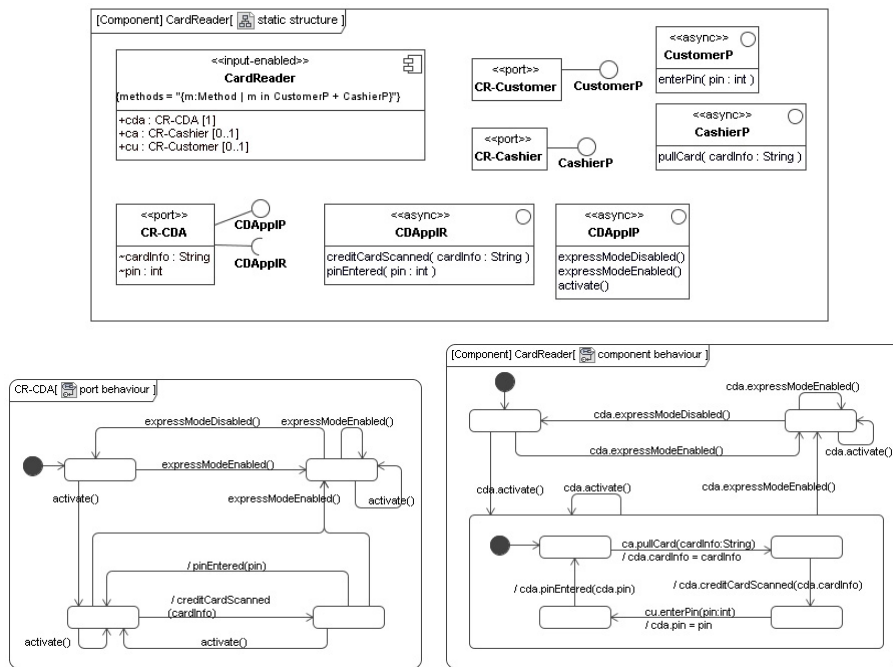 [Component] CardReader[ static structure ]
<<input-enabled>>
CardReader
{methods = "{m:Method | m in CustomerP + CashierP}"}
+cda : CR-CDA [1]
+ca : CR-Cashier [0..1]
+cu : CR-Customer [0..1]
<<port>>
CR-Customer
CustomerP
<<async>>
CustomerP
enterPin( pin : int )
<<port>>
CR-Cashier
CashierP
<<async>>
CashierP
pullCard( cardInfo : String )
<<port>>
CR-CDA
~cardInfo : String
~pin : int
CDAppIP
CDAppIR
<<async>>
CDAppIR
creditCardScanned( cardInfo : String )
pinEntered( pin : int )
<<async>>
CDAppIP
expressModeDisabled()
expressModeEnabled()
activate()
CR-CDA[ port behaviour ]
expressModeDisabled()
expressModeEnabled()
expressModeEnabled()
activate()
expressModeEnabled()
activate()
/ pinEntered(pin)
/ creditCardScanned
(cardInfo)
activate()
activate()
[Component] CardReader[ component behaviour ]
cda.expressModeEnabled()
cda.expressModeDisabled()
cda.expressModeEnabled()
cda.activate()
cda.activate()
cda.activate()
cda.expressModeEnabled()
ca.pullCard(cardInfo:String)
/ cda.cardInfo = cardInfo
/ cda.pinEntered(cda.pin)
/ cda.creditCardScanned(cda.cardInfo)
cu.enterPin(pin:int)
/ cda.pin = pin